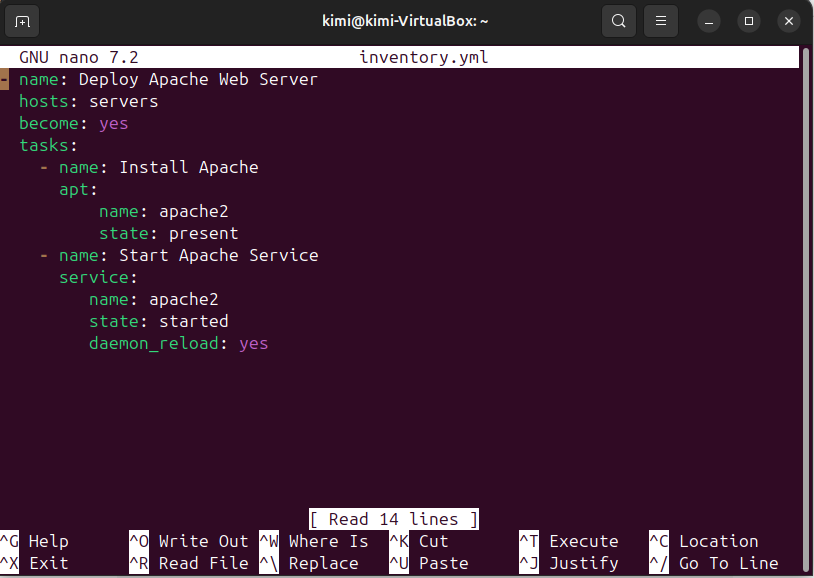 kimi@kimi-VirtualBox: ~
GNU nano 7.2 inventory.yml
- name: Deploy Apache Web Server
  hosts: servers
  become: yes
  tasks:
    - name: Install Apache
      apt:
          name: apache2
          state: present
    - name: Start Apache Service
      service:
         name: apache2
         state: started
         daemon_reload: yes
[ Read 14 lines ]
^G Help ^O Write Out ^W Where Is ^K Cut ^T Execute ^C Location
^X Exit ^R Read File ^\ Replace ^U Paste ^J Justify ^/ Go To Line